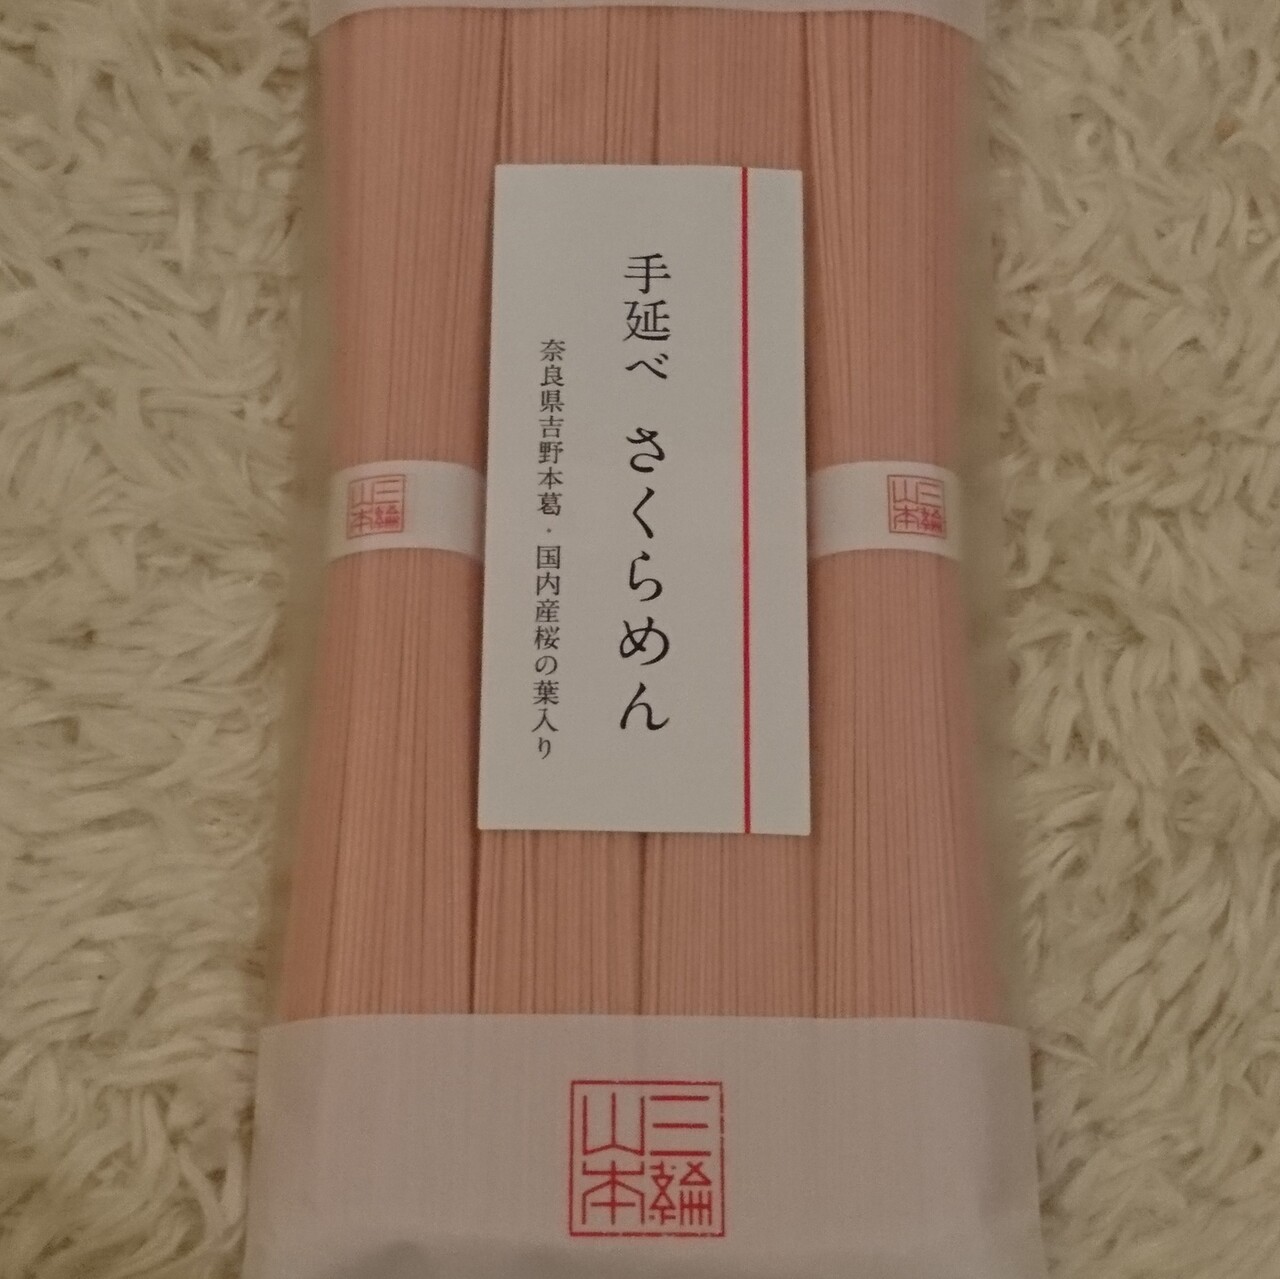 手延べ さくらめん
奈良県吉野本葛・国内産桜の葉入り
三輪
山本
三輪
山本
三輪
山本